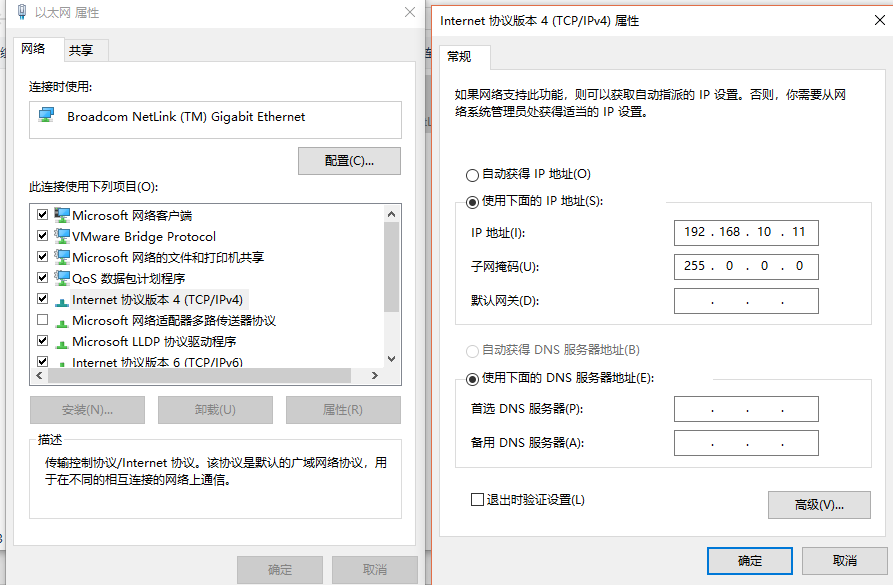 以太网 属性
网络
共享
连接时使用:
Broadcom NetLink (TM) Gigabit Ethernet
配置(C)...
此连接使用下列项目(O):
Microsoft 网络客户端
VMware Bridge Protocol
Microsoft 网络的文件和打印机共享
QoS 数据包计划程序
Internet 协议版本 4 (TCP/IPv4)
Microsoft 网络适配器多路传送器协议
Microsoft LLDP 协议驱动程序
Internet 协议版本 6 (TCP/IPv6)
安装(N)...
卸载(U)
属性(R)
描述
传输控制协议/Internet 协议。该协议是默认的广域网络协议，用
于在不同的相互连接的网络上通信。
确定
取消
Internet 协议版本 4 (TCP/IPv4) 属性
常规
如果网络支持此功能，则可以获取自动指派的 IP 设置。否则，你需要从网
络系统管理员处获得适当的 IP 设置。
自动获得 IP 地址(O)
使用下面的 IP 地址(S):
IP 地址(I):
192 . 168 . 10 . 11
子网掩码(U):
255 . 0 . 0 . 0
默认网关(D):
. . .
自动获得 DNS 服务器地址(B)
使用下面的 DNS 服务器地址(E):
首选 DNS 服务器(P):
. . .
备用 DNS 服务器(A):
. . .
退出时验证设置(L)
高级(V)...
确定
取消